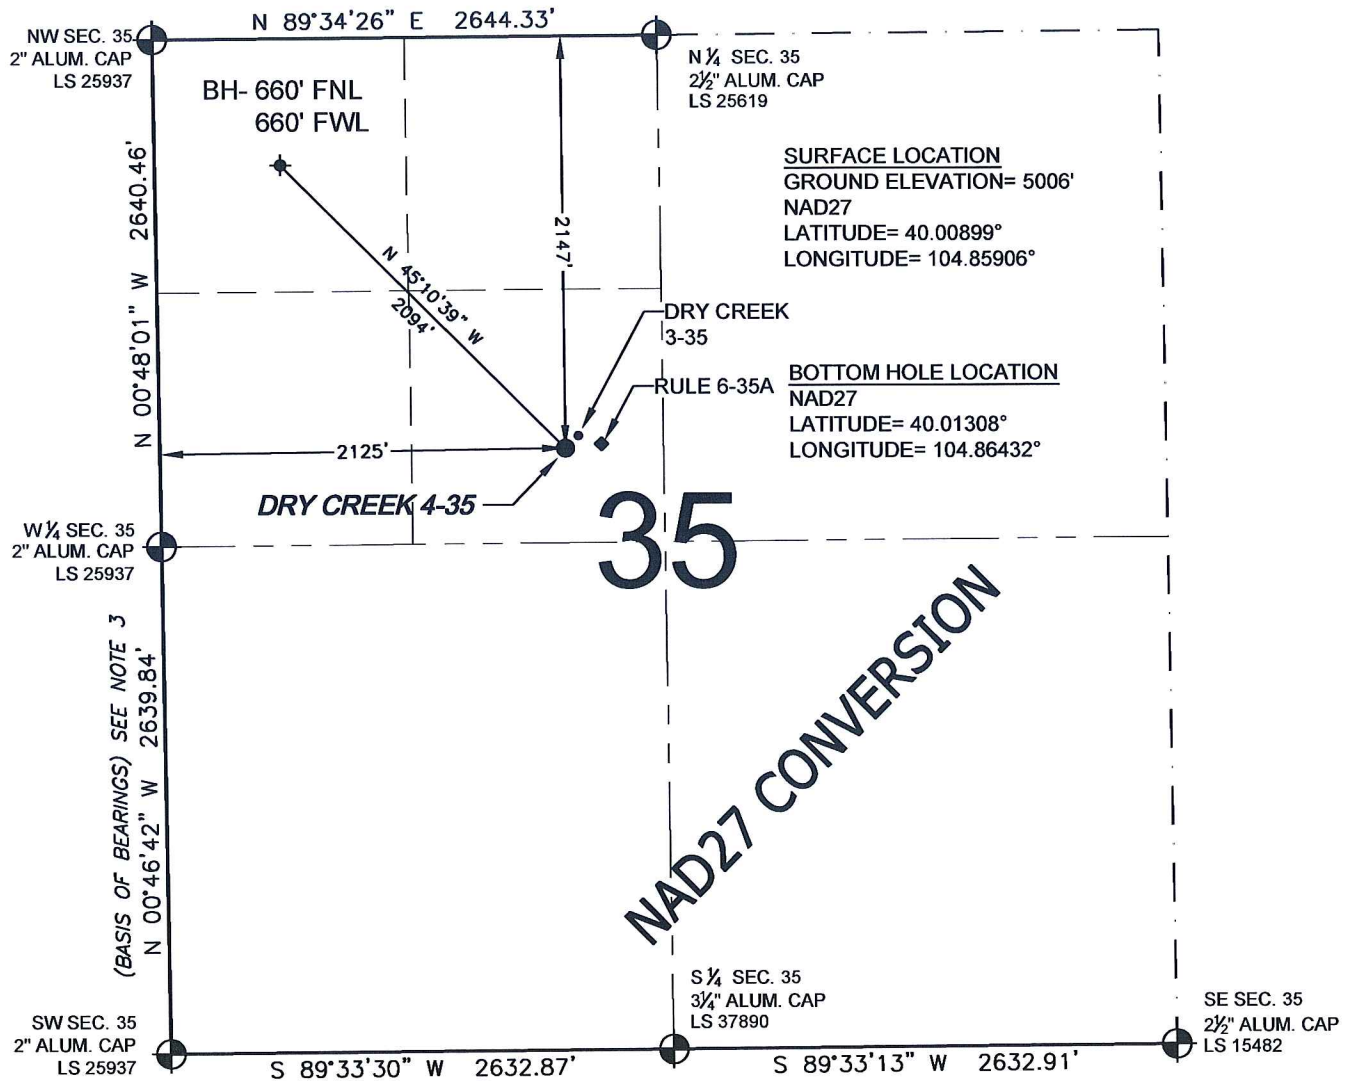 N 89°34'26" E 2644.33'
NW SEC. 35
2" ALUM. CAP
LS 25937
N ¼ SEC. 35
2½" ALUM. CAP
LS 25619
BH- 660' FNL
660' FWL
N 00°48'01" W 2640.46'
2147'
SURFACE LOCATION
GROUND ELEVATION= 5006'
NAD27
LATITUDE= 40.00899°
LONGITUDE= 104.85906°
N 45°10'39" W
2094'
DRY CREEK
3-35
RULE 6-35A
BOTTOM HOLE LOCATION
NAD27
LATITUDE= 40.01308°
LONGITUDE= 104.86432°
2125'
DRY CREEK 4-35
35
W ¼ SEC. 35
2" ALUM. CAP
LS 25937
NAD27 CONVERSION
(BASIS OF BEARINGS) SEE NOTE 3
N 00°46'42" W 2639.84'
S ¼ SEC. 35
3¼" ALUM. CAP
LS 37890
SE SEC. 35
2½" ALUM. CAP
LS 15482
SW SEC. 35
2" ALUM. CAP
LS 25937
S 89°33'30" W 2632.87'
S 89°33'13" W 2632.91'